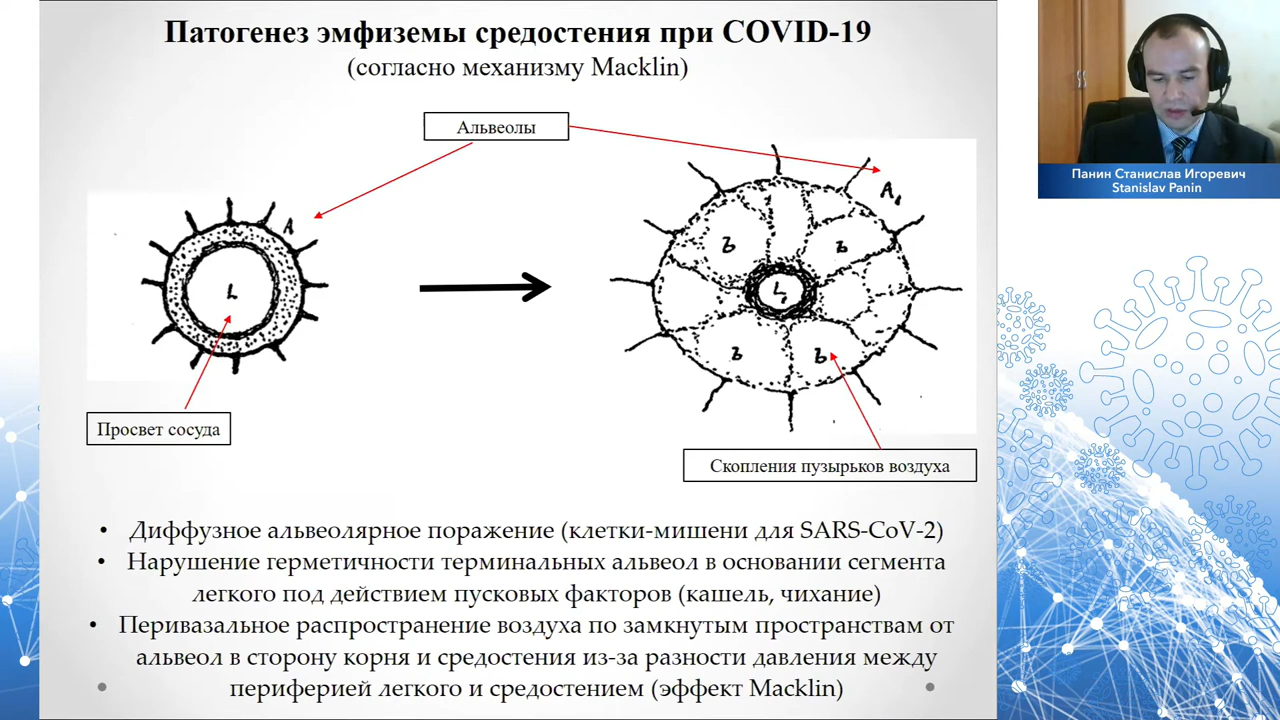 Патогенез эмфиземы средостения при COVID-19
(согласно механизму Macklin)
Панин Станислав Игоревич
Stanislav Panin
Альвеолы
A
L
A₁
ъ
ъ
L₁
ъ
ъ
Просвет сосуда
Скопления пузырьков воздуха
• Диффузное альвеолярное поражение (клетки-мишени для SARS-CoV-2)
• Нарушение герметичности терминальных альвеол в основании сегмента
легкого под действием пусковых факторов (кашель, чихание)
• Перивазальное распространение воздуха по замкнутым пространствам от
альвеол в сторону корня и средостения из-за разности давления между
периферией легкого и средостением (эффект Macklin)